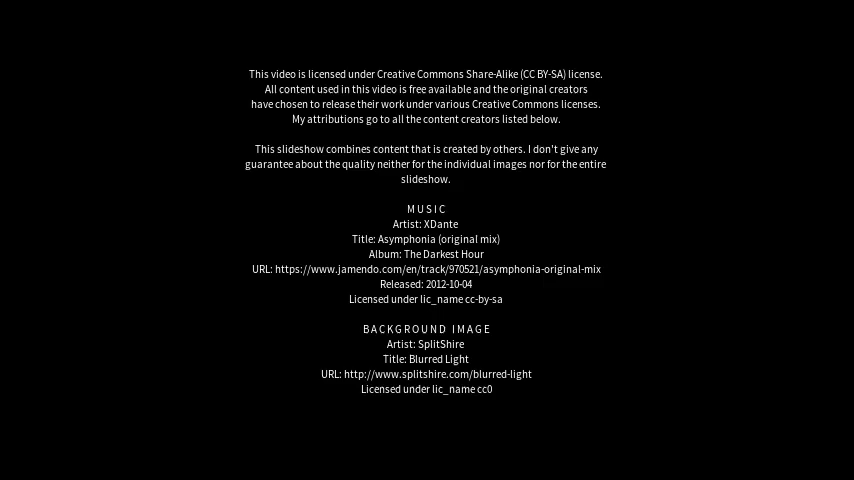 This video is licensed under Creative Commons Share-Alike (CC BY-SA) license.
All content used in this video is free available and the original creators
have chosen to release their work under various Creative Commons licenses.
My attributions go to all the content creators listed below.
This slideshow combines content that is created by others. I don't give any
guarantee about the quality neither for the individual images nor for the entire
slideshow.
MUSIC
Artist: XDante
Title: Asymphonia (original mix)
Album: The Darkest Hour
URL: https://www.jamendo.com/en/track/970521/asymphonia-original-mix
Released: 2012-10-04
Licensed under lic_name cc-by-sa
BACKGROUND IMAGE
Artist: SplitShire
Title: Blurred Light
URL: http://www.splitshire.com/blurred-light
Licensed under lic_name cc0